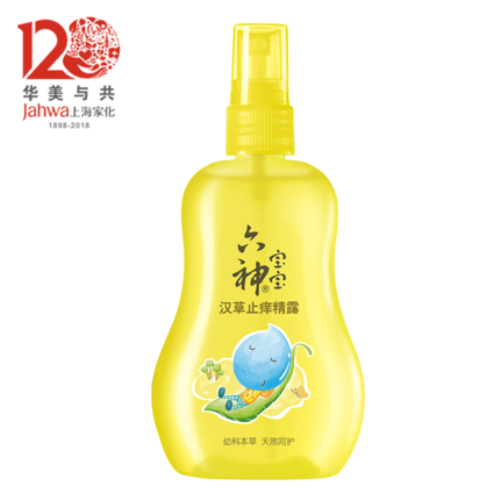 120
华美与共
Jahwa上海家化
1898-2018
六神®
宝宝
汉草止痒精露
幼科本草 天然呵护